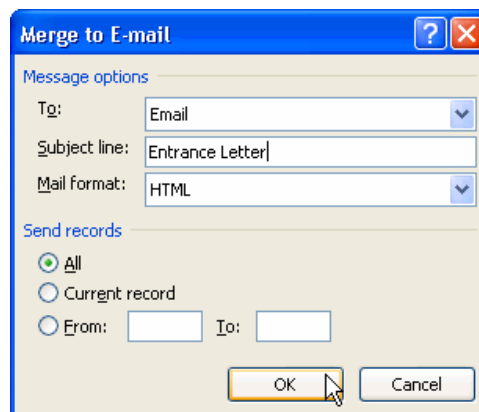 Merge to E-mail ?
Message options
To: Email
Subject line: Entrance Letter
Mail format: HTML
Send records
All
Current record
From: To:
OK Cancel